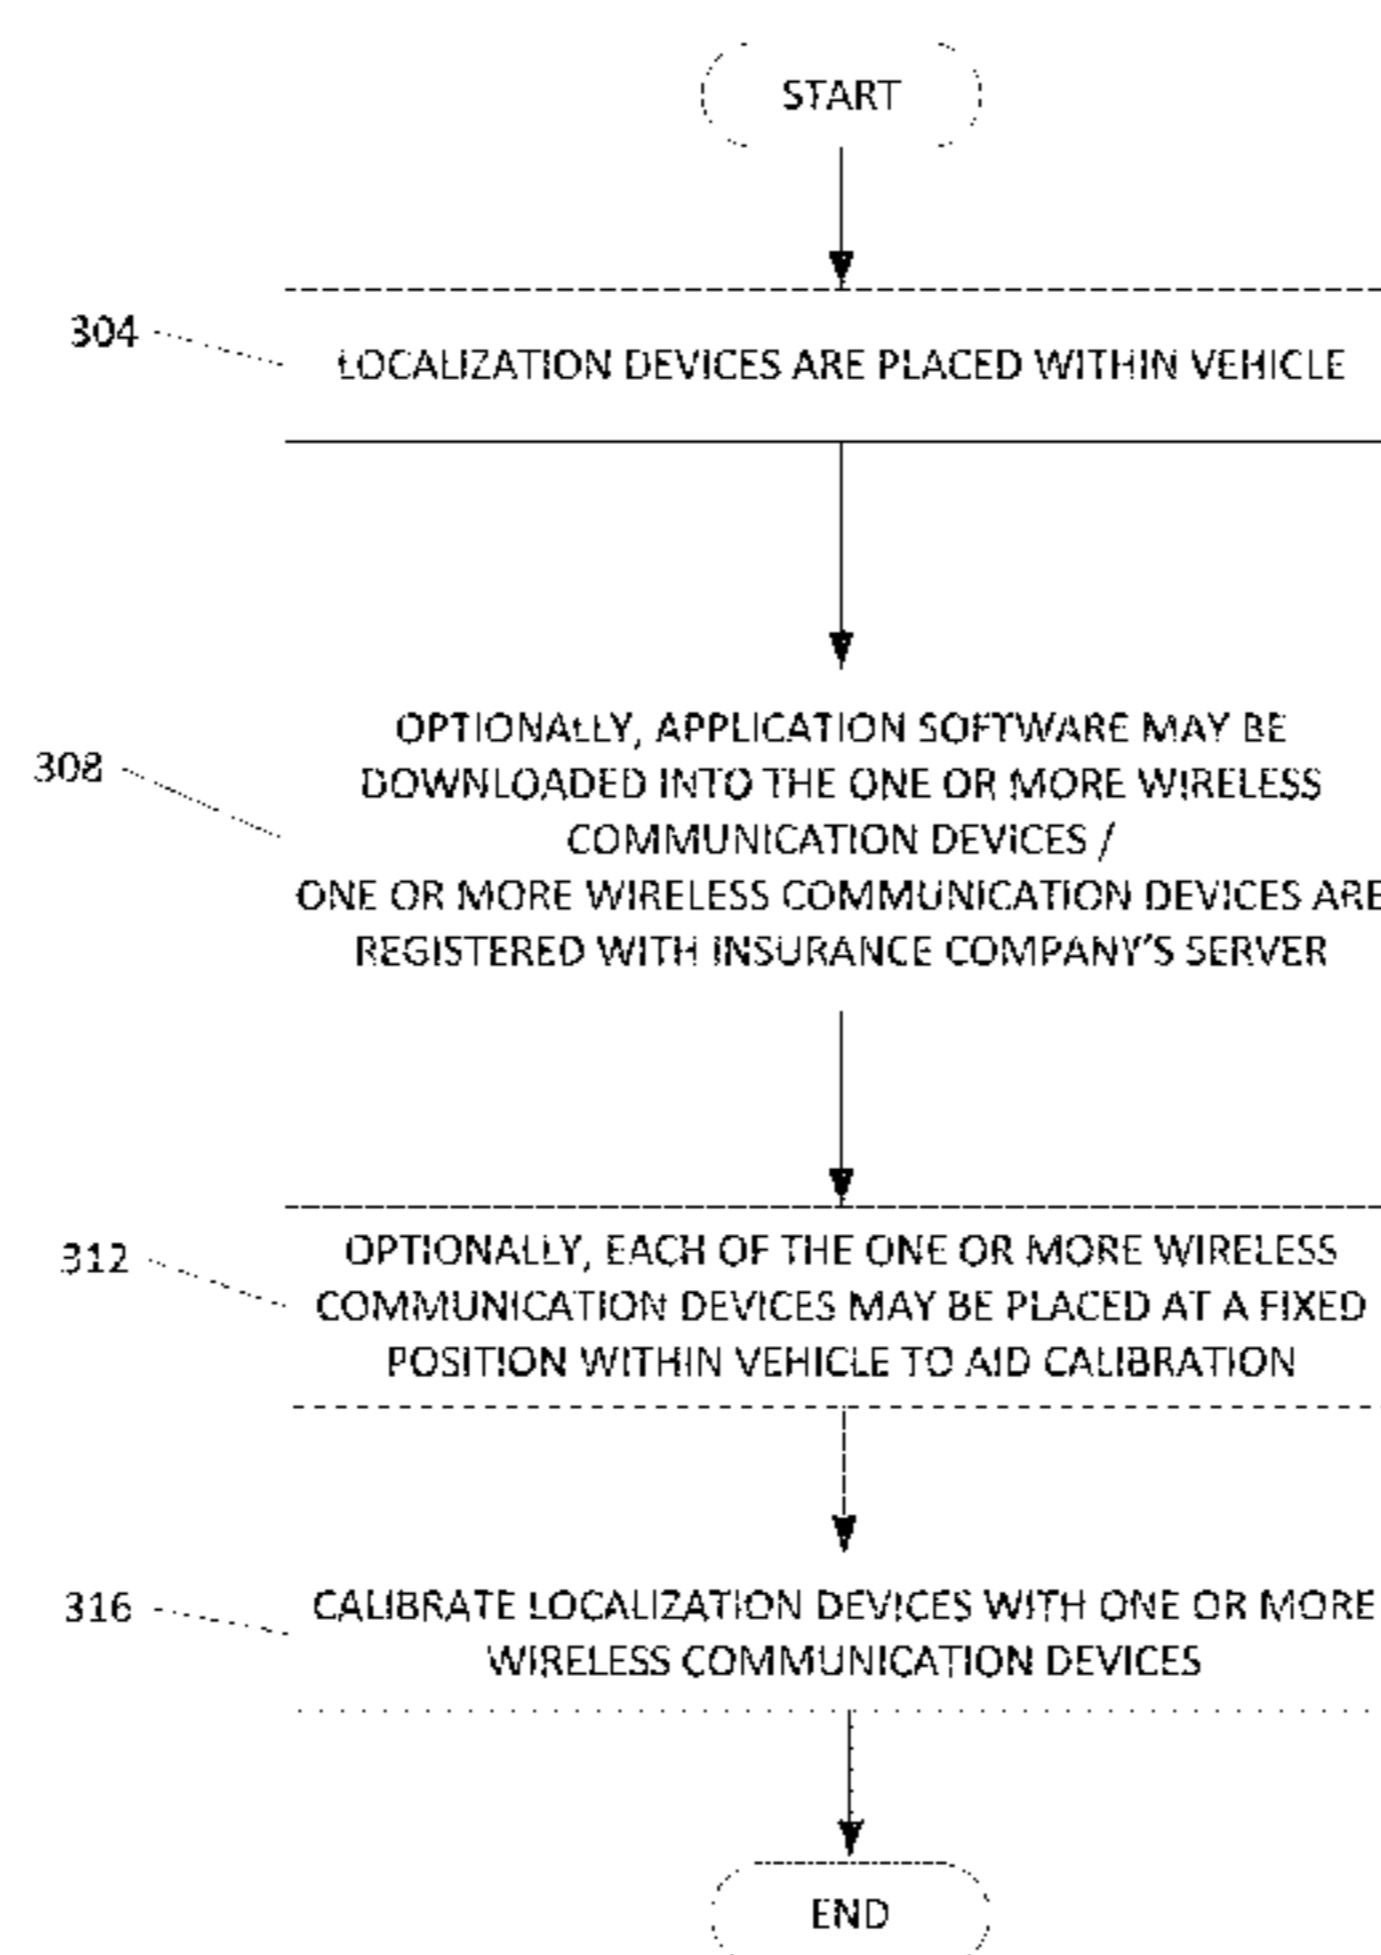 START
304
LOCALIZATION DEVICES ARE PLACED WITHIN VEHICLE
308
OPTIONALLY, APPLICATION SOFTWARE MAY BE
DOWNLOADED INTO THE ONE OR MORE WIRELESS
COMMUNICATION DEVICES /
ONE OR MORE WIRELESS COMMUNICATION DEVICES ARE
REGISTERED WITH INSURANCE COMPANY'S SERVER
312
OPTIONALLY, EACH OF THE ONE OR MORE WIRELESS
COMMUNICATION DEVICES MAY BE PLACED AT A FIXED
POSITION WITHIN VEHICLE TO AID CALIBRATION
316
CALIBRATE LOCALIZATION DEVICES WITH ONE OR MORE
WIRELESS COMMUNICATION DEVICES
END